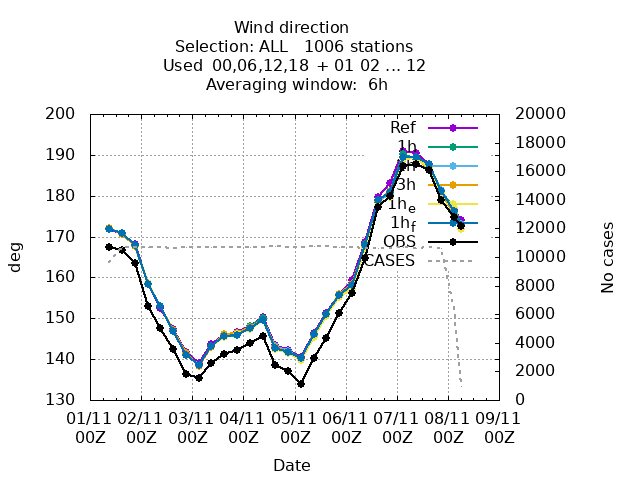 Wind direction
Selection: ALL   1006 stations
Used  00,06,12,18 + 01 02 ... 12
Averaging window:  6h
200
190
180
170
160
150
140
130
20000
18000
16000
14000
12000
10000
8000
6000
4000
2000
0
deg
No cases
Ref
1h
3h
1he
1hf
OBS
CASES
01/11 02/11 03/11 04/11 05/11 06/11 07/11 08/11 09/11
00Z 00Z 00Z 00Z 00Z 00Z 00Z 00Z 00Z
Date